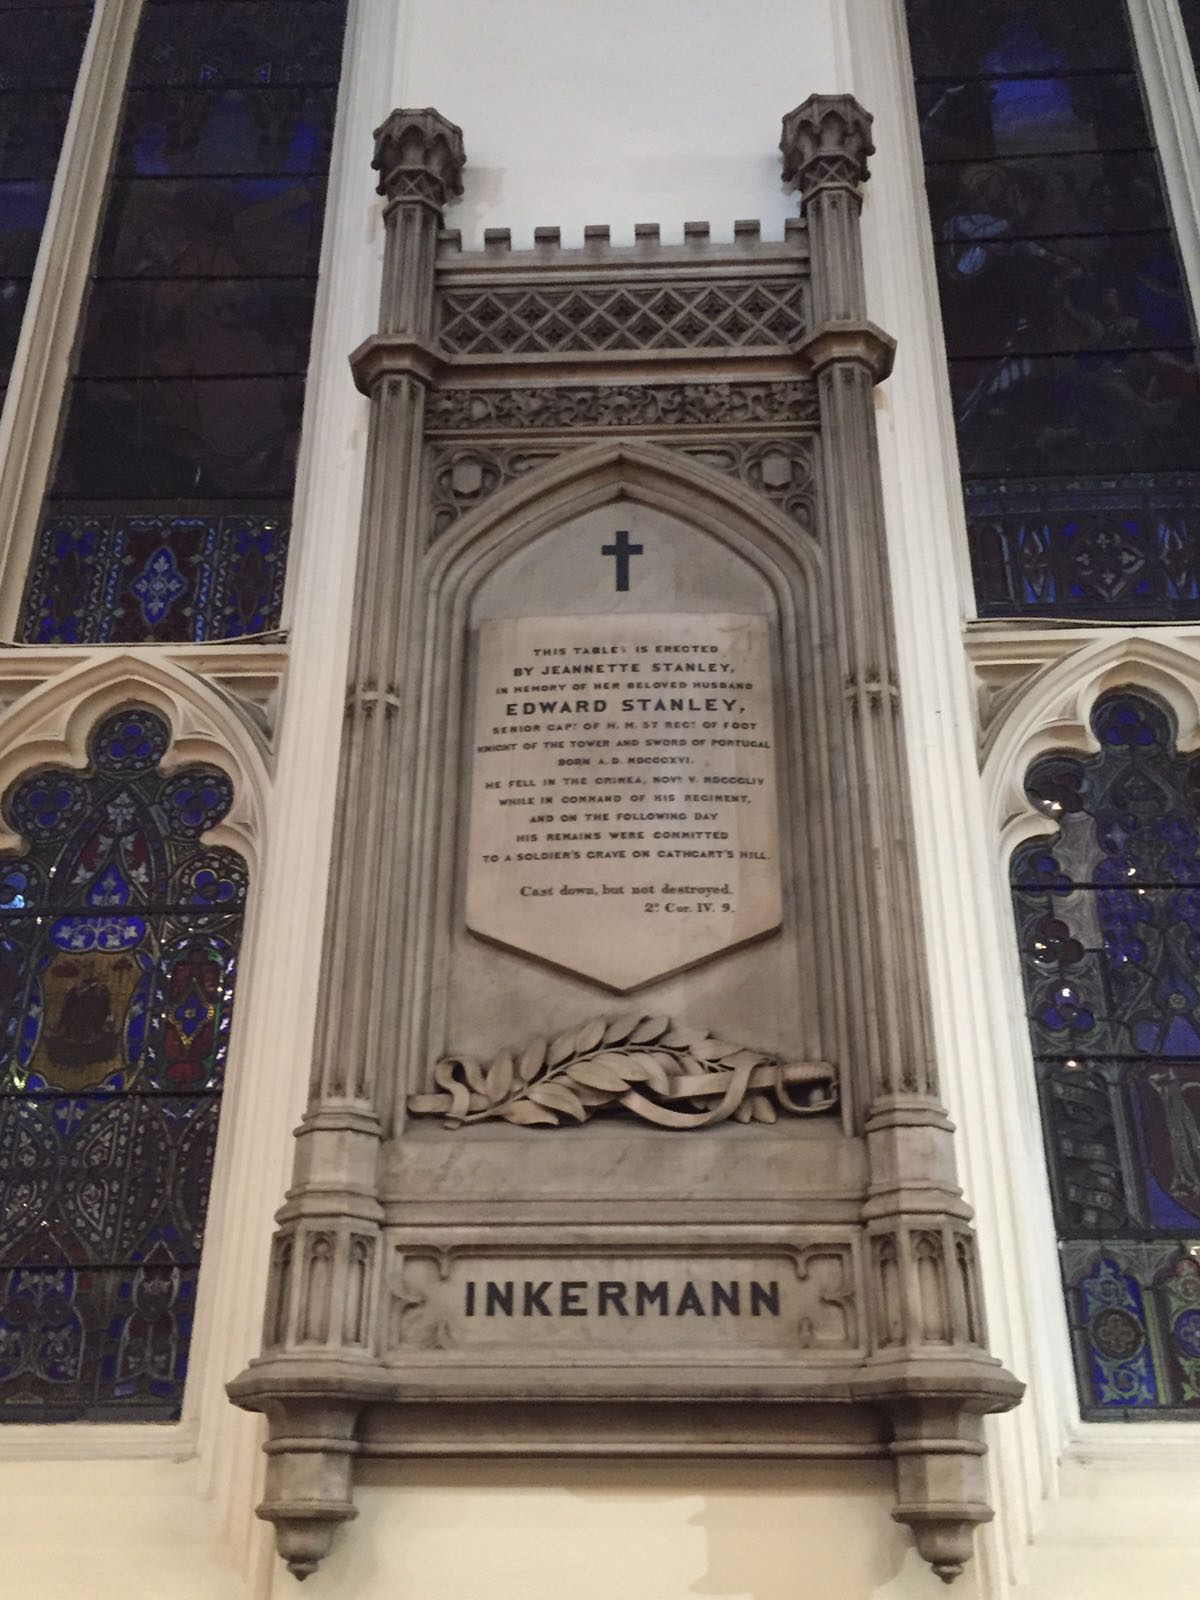 THIS TABLET IS ERECTED
BY JEANNETTE STANLEY,
IN MEMORY OF HER BELOVED HUSBAND
EDWARD STANLEY,
SENIOR CAPT OF H. M. 57 REGT OF FOOT
KNIGHT OF THE TOWER AND SWORD OF PORTUGAL
BORN A.D. MDCCCXVI.
HE FELL IN THE CRIMEA, NOVR V. MDCCCLIV
WHILE IN COMMAND OF HIS REGIMENT,
AND ON THE FOLLOWING DAY
HIS REMAINS WERE COMMITTED
TO A SOLDIER'S GRAVE ON CATHCART'S HILL.
Cast down, but not destroyed.
2D Cor. IV. 9.
INKERMANN